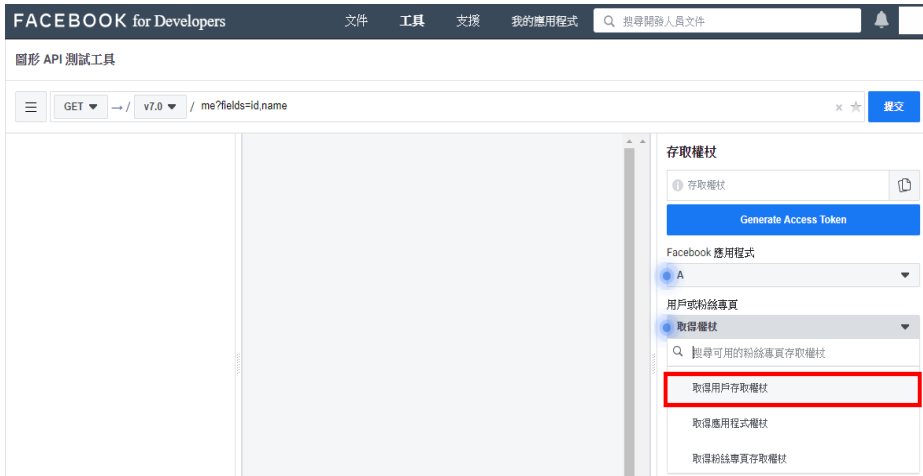 FACEBOOK for Developers 文件 工具 支援 我的應用程式 搜尋開發人員文件
圖形 API 測試工具
GET → / v7.0 / me?fields=id,name 提交
存取權杖
存取權杖
Generate Access Token
Facebook 應用程式
A
用戶或粉絲專頁
取得權杖
搜尋可用的粉絲專頁存取權杖
取得用戶存取權杖
取得應用程式權杖
取得粉絲專頁存取權杖